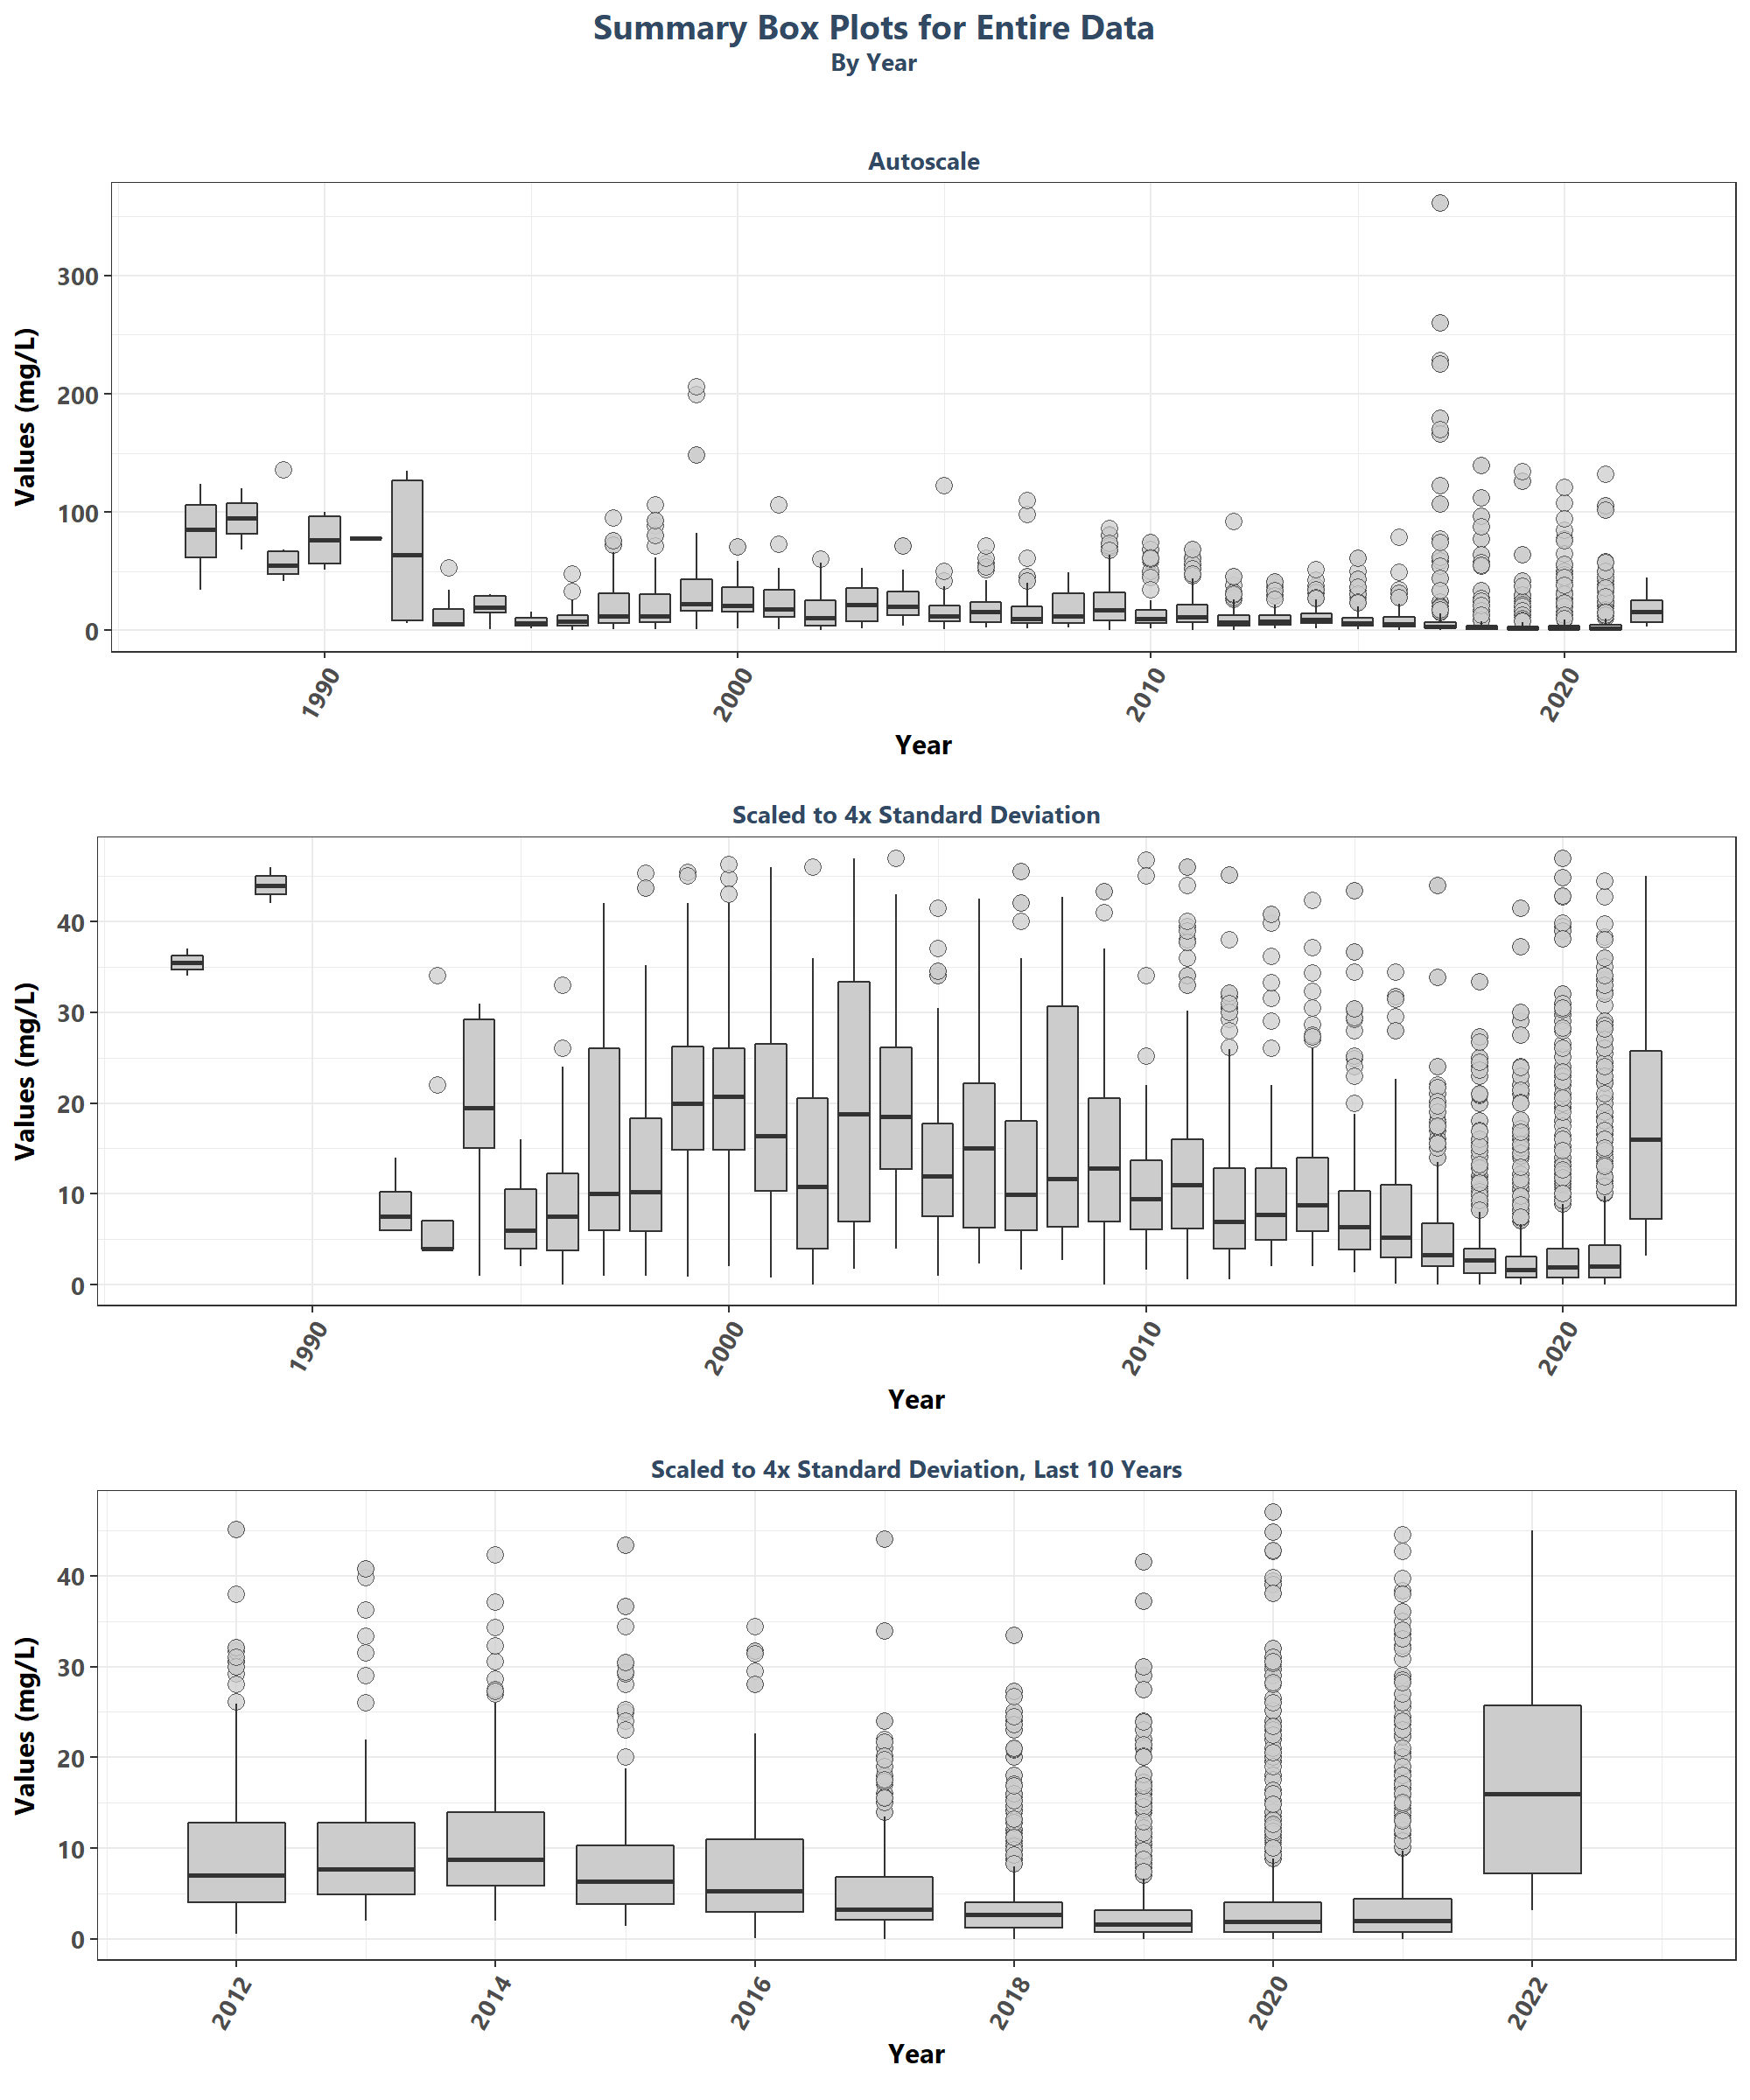 Summary Box Plots for Entire Data
By Year
Autoscale
Values (mg/L)
300
200
100
0
1990
2000
2010
2020
Year
Scaled to 4x Standard Deviation
Values (mg/L)
40
30
20
10
0
1990
2000
2010
2020
Year
Scaled to 4x Standard Deviation, Last 10 Years
Values (mg/L)
40
30
20
10
0
2012
2014
2016
2018
2020
2022
Year